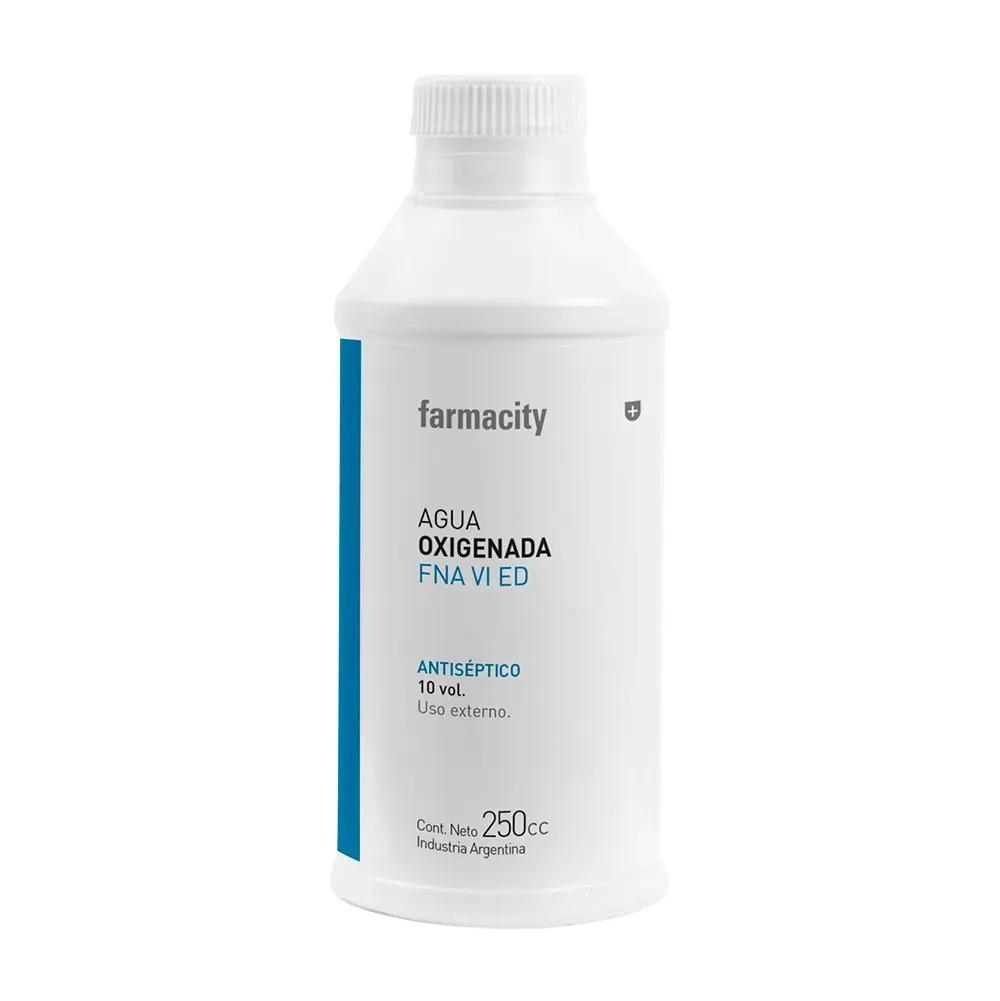 farmacity
AGUA
OXIGENADA
FNA VI ED
ANTISÉPTICO
10 vol.
Uso externo.
Cont. Neto 250cc
Industria Argentina